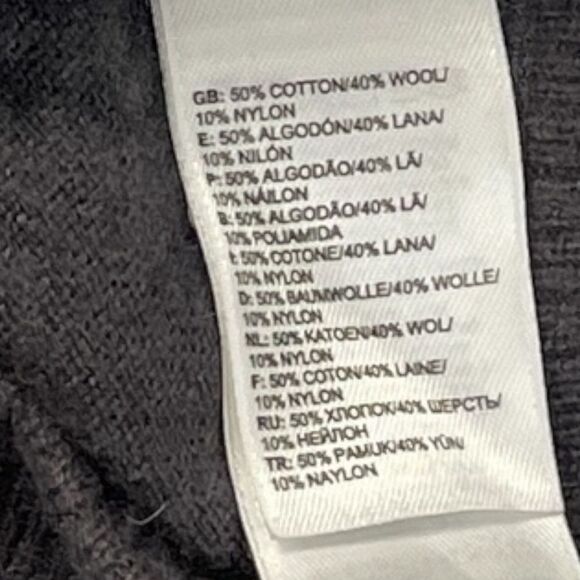 GB: 50% COTTON/40% WOOL/
10% NYLON
E: 50% ALGODÓN/40% LANA/
10% NILÓN
P: 50% ALGODÃO/40% LÃ/
10% NÁILON
B: 50% ALGODÃO/40% LÃ/
10% POLIAMIDA
I: 50% COTONE/40% LANA/
10% NYLON
D: 50% BAUMWOLLE/40% WOLLE/
10% NYLON
NL: 50% KATOEN/40% WOL/
10% NYLON
F: 50% COTON/40% LAINE/
10% NYLON
RU: 50% ХЛОПОК/40% ШЕРСТЬ/
10% НЕЙЛОН
TR: 50% PAMUK/40% YÜN/
10% NAYLON